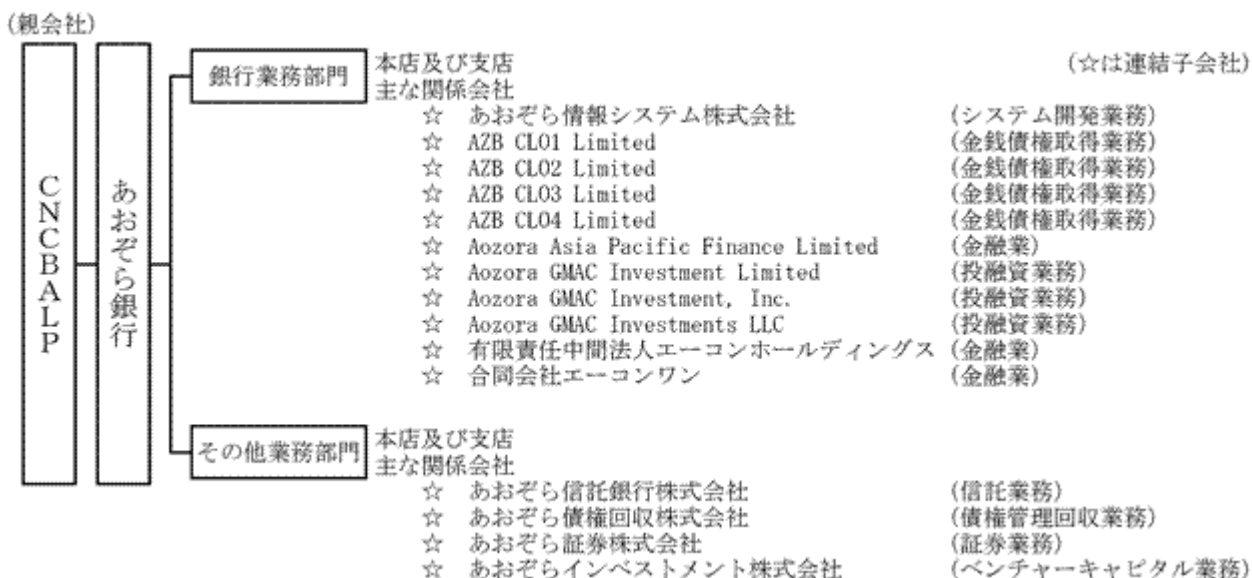 (親会社)
CNCBALP
あおぞら銀行
銀行業務部門
本店及び支店 (☆は連結子会社)
主な関係会社
☆ あおぞら情報システム株式会社 (システム開発業務)
☆ AZB CLO1 Limited (金銭債権取得業務)
☆ AZB CLO2 Limited (金銭債権取得業務)
☆ AZB CLO3 Limited (金銭債権取得業務)
☆ AZB CLO4 Limited (金銭債権取得業務)
☆ Aozora Asia Pacific Finance Limited (金融業)
☆ Aozora GMAC Investment Limited (投融資業務)
☆ Aozora GMAC Investment, Inc. (投融資業務)
☆ Aozora GMAC Investments LLC (投融資業務)
☆ 有限責任中間法人エーコンホールディングス (金融業)
☆ 合同会社エーコンワン (金融業)
その他業務部門
本店及び支店
主な関係会社
☆ あおぞら信託銀行株式会社 (信託業務)
☆ あおぞら債権回収株式会社 (債権管理回収業務)
☆ あおぞら証券株式会社 (証券業務)
☆ あおぞらインベストメント株式会社 (ベンチャーキャピタル業務)